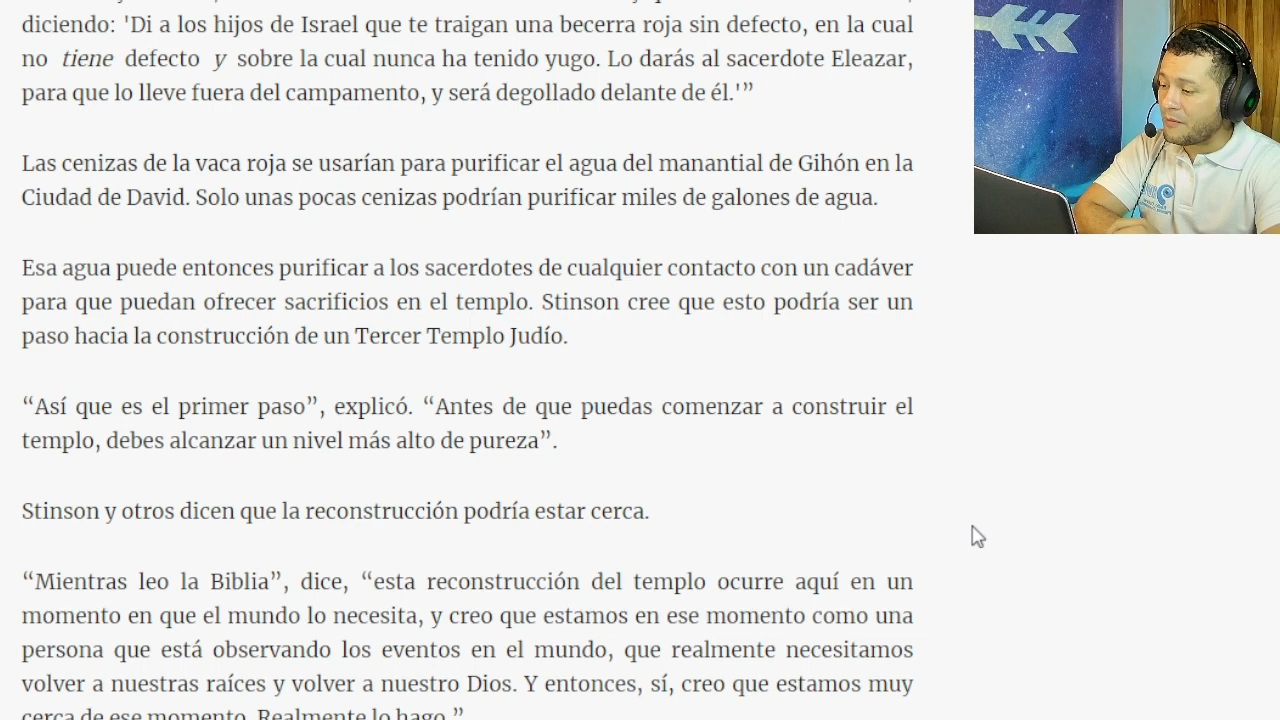 diciendo: 'Di a los hijos de Israel que te traigan una becerra roja sin defecto, en la cual
no tiene defecto y sobre la cual nunca ha tenido yugo. Lo darás al sacerdote Eleazar,
para que lo lleve fuera del campamento, y será degollado delante de él.'”
Las cenizas de la vaca roja se usarían para purificar el agua del manantial de Gihón en la
Ciudad de David. Solo unas pocas cenizas podrían purificar miles de galones de agua.
Esa agua puede entonces purificar a los sacerdotes de cualquier contacto con un cadáver
para que puedan ofrecer sacrificios en el templo. Stinson cree que esto podría ser un
paso hacia la construcción de un Tercer Templo Judío.
“Así que es el primer paso”, explicó. “Antes de que puedas comenzar a construir el
templo, debes alcanzar un nivel más alto de pureza”.
Stinson y otros dicen que la reconstrucción podría estar cerca.
“Mientras leo la Biblia”, dice, “esta reconstrucción del templo ocurre aquí en un
momento en que el mundo lo necesita, y creo que estamos en ese momento como una
persona que está observando los eventos en el mundo, que realmente necesitamos
volver a nuestras raíces y volver a nuestro Dios. Y entonces, sí, creo que estamos muy
cerca de ese momento. Realmente lo hago.”